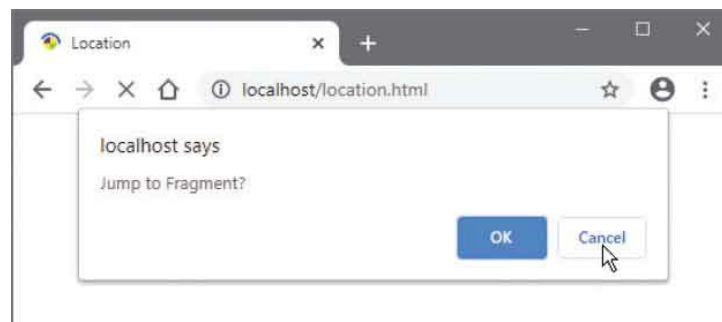 Location
localhost/location.html
localhost says
Jump to Fragment?
OK Cancel